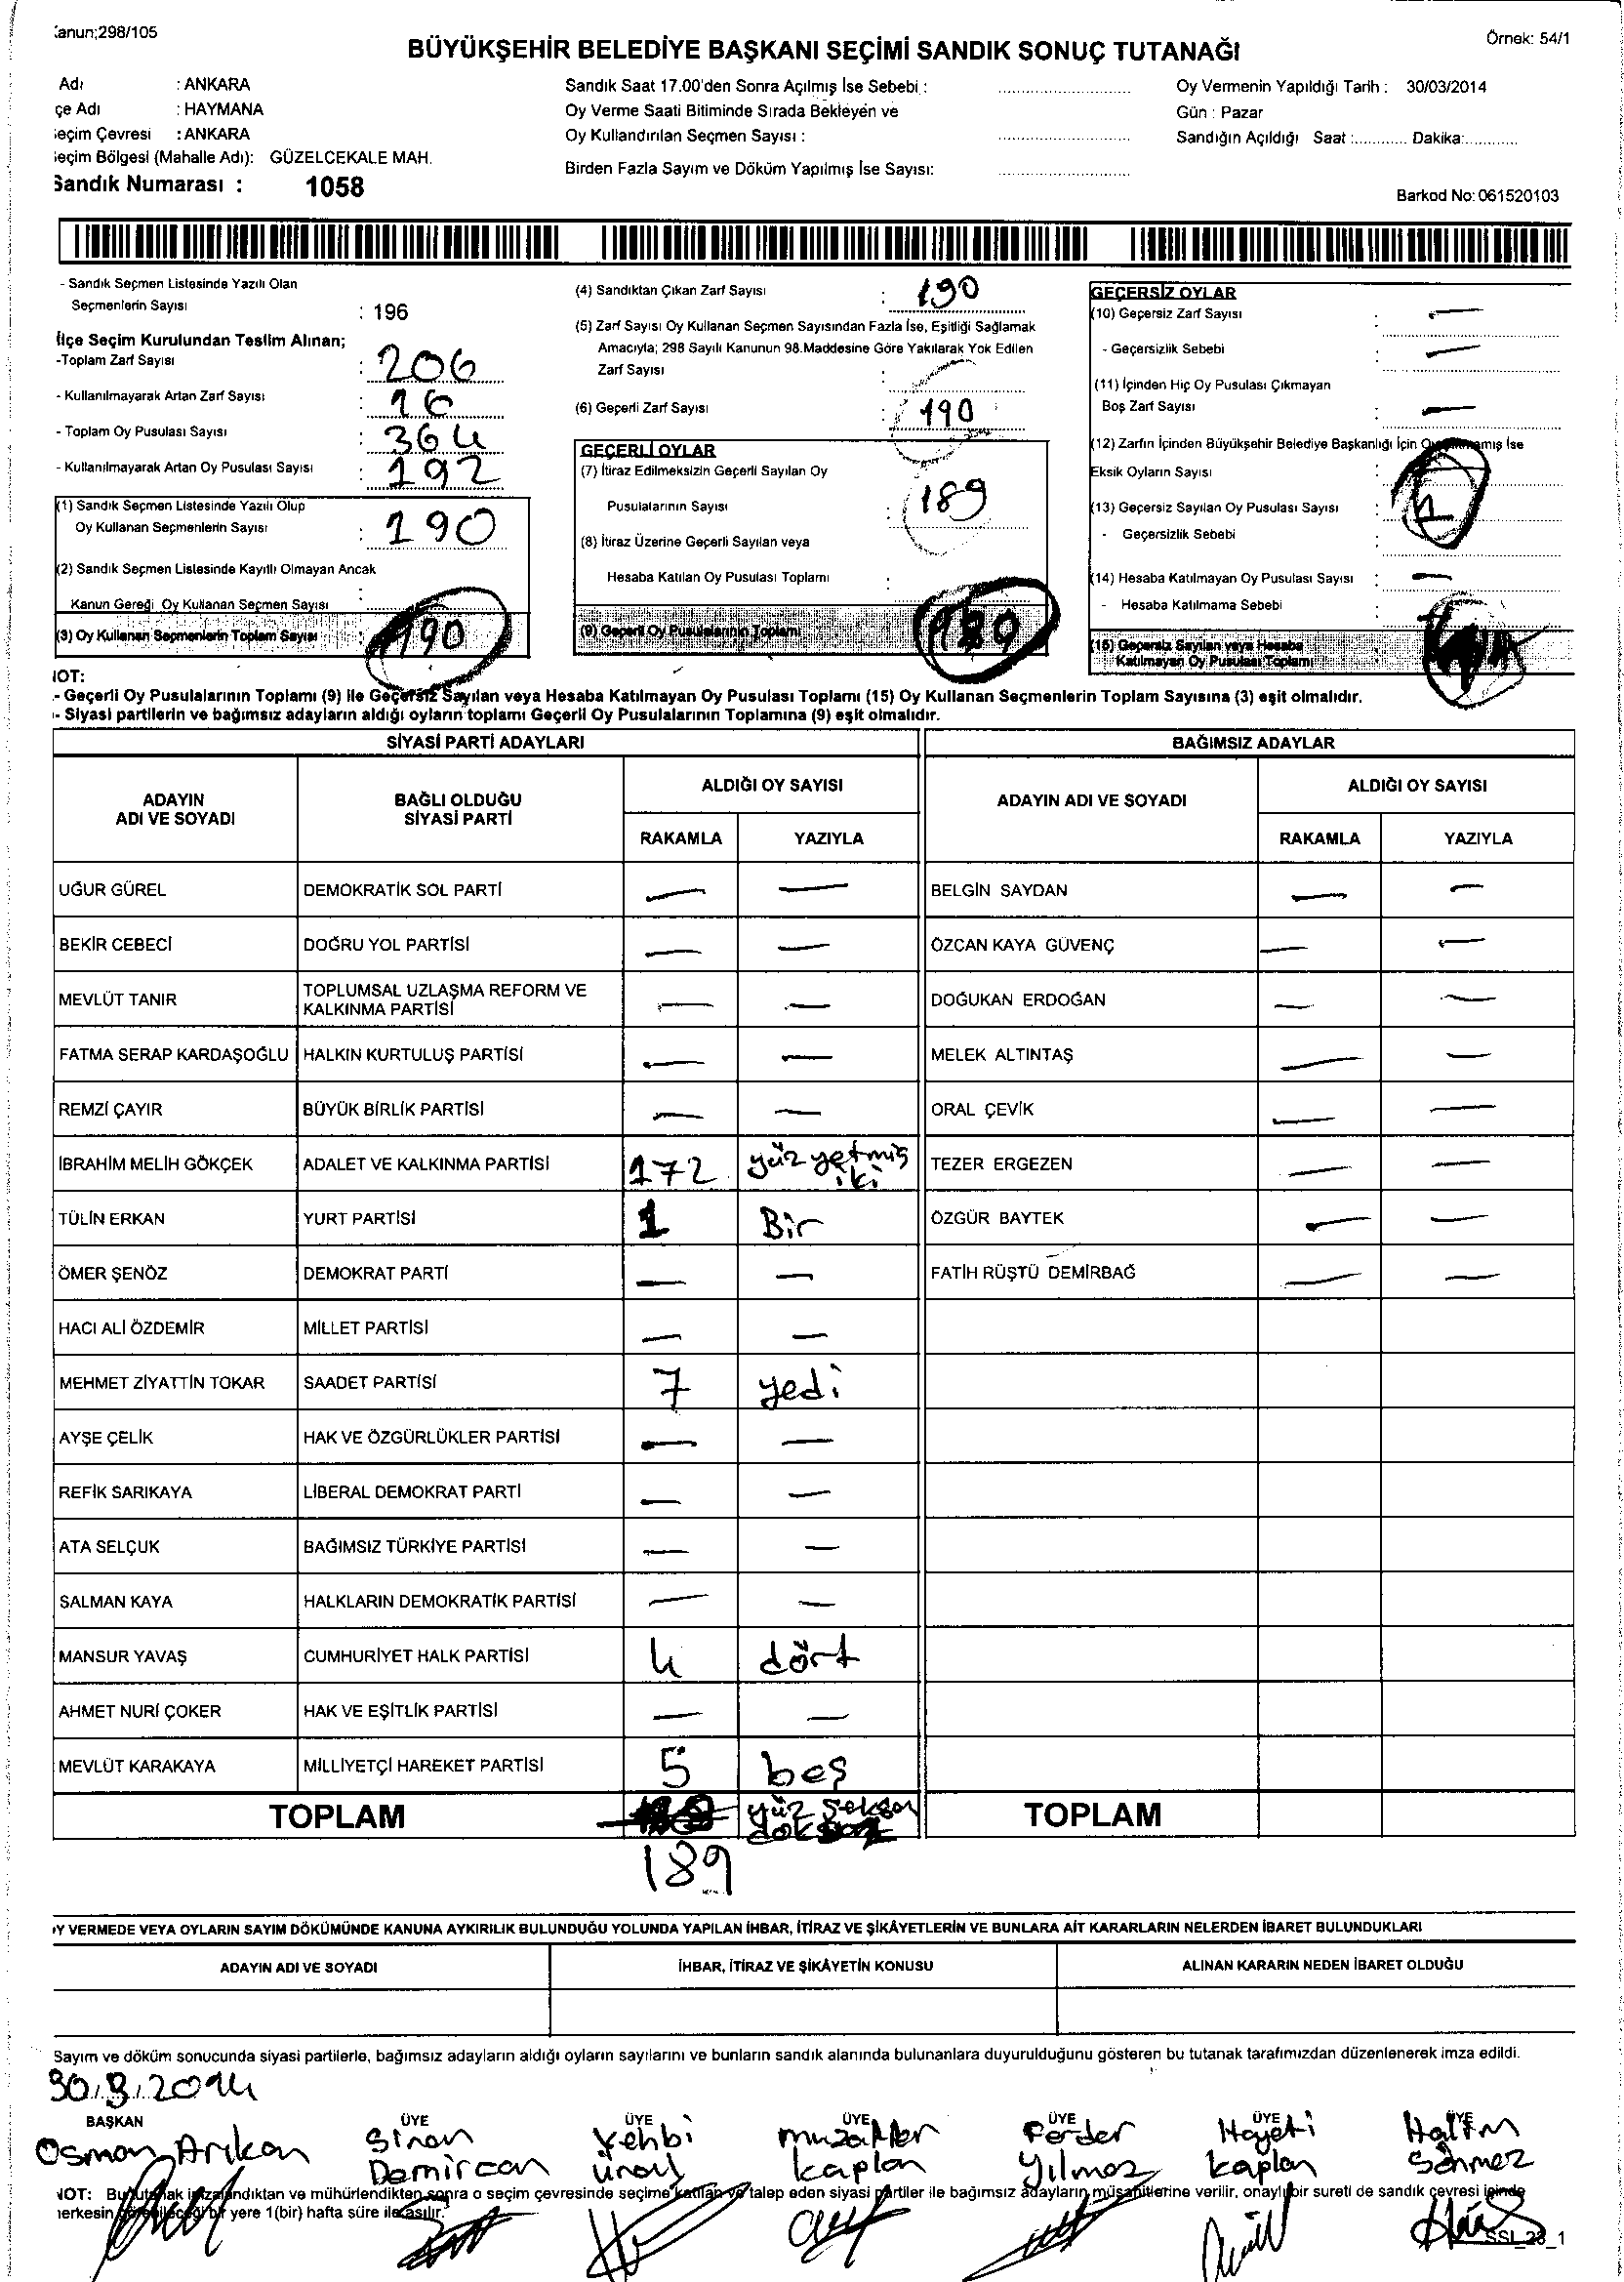 Kanun;298/105
Örnek: 54/1
BÜYÜKŞEHİR BELEDİYE BAŞKANI SEÇİMİ SANDIK SONUÇ TUTANAĞI
Adı : ANKARA
çe Adı : HAYMANA
eçim Çevresi : ANKARA
eçim Bölgesi (Mahalle Adı): GÜZELCEKALE MAH.
Sandık Numarası : 1058
Sandık Saat 17.00'den Sonra Açılmış İse Sebebi :
Oy Verme Saati Bitiminde Sırada Bekleyen ve
Oy Kullandırılan Seçmen Sayısı :
Birden Fazla Sayım ve Döküm Yapılmış İse Sayısı:
Oy Vermenin Yapıldığı Tarih : 30/03/2014
Gün : Pazar
Sandığın Açıldığı Saat :............ Dakika:.............
Barkod No: 061520103
- Sandık Seçmen Listesinde Yazılı Olan
Seçmenlerin Sayısı : 196
İlçe Seçim Kurulundan Teslim Alınan;
-Toplam Zarf Sayısı : 206
- Kullanılmayarak Artan Zarf Sayısı : 16
- Toplam Oy Pusulası Sayısı : 364
- Kullanılmayarak Artan Oy Pusulası Sayısı : 192
(1) Sandık Seçmen Listesinde Yazılı Olup
Oy Kullanan Seçmenlerin Sayısı : 190
(2) Sandık Seçmen Listesinde Kayıtlı Olmayan Ancak
Kanun Gereği Oy Kullanan Seçmen Sayısı :
(3) Oy Kullanan Seçmenlerin Toplam Sayısı : 190
(4) Sandıktan Çıkan Zarf Sayısı : 190
(5) Zarf Sayısı Oy Kullanan Seçmen Sayısından Fazla İse, Eşitliği Sağlamak
Amacıyla; 298 Sayılı Kanunun 98.Maddesine Göre Yakılarak Yok Edilen
Zarf Sayısı :
(6) Geçerli Zarf Sayısı : 190
GEÇERLİ OYLAR
(7) İtiraz Edilmeksizin Geçerli Sayılan Oy
Pusulalarının Sayısı : 189
(8) İtiraz Üzerine Geçerli Sayılan veya
Hesaba Katılan Oy Pusulası Toplamı :
(9) Geçerli Oy Pusulalarının Toplamı
GEÇERSİZ OYLAR
(10) Geçersiz Zarf Sayısı : —
- Geçersizlik Sebebi : —
(11) İçinden Hiç Oy Pusulası Çıkmayan
Boş Zarf Sayısı : —
(12) Zarfın İçinden Büyükşehir Belediye Başkanlığı İçin Oy mış İse
Eksik Oyların Sayısı
(13) Geçersiz Sayılan Oy Pusulası Sayısı : 1
- Geçersizlik Sebebi :
(14) Hesaba Katılmayan Oy Pusulası Sayısı : —
- Hesaba Katılmama Sebebi :
(15) Geçersiz Sayılan veya Hesaba
Katılmayan Oy Pusulası Toplamı
NOT:
.- Geçerli Oy Pusulalarının Toplamı (9) ile Geçersiz Sayılan veya Hesaba Katılmayan Oy Pusulası Toplamı (15) Oy Kullanan Seçmenlerin Toplam Sayısına (3) eşit olmalıdır.
- Siyasi partilerin ve bağımsız adayların aldığı oyların toplamı Geçerli Oy Pusulalarının Toplamına (9) eşit olmalıdır.
SİYASİ PARTİ ADAYLARI BAĞIMSIZ ADAYLAR
ADAYIN ADI VE SOYADI BAĞLI OLDUĞU SİYASİ PARTİ ALDIĞI OY SAYISI ADAYIN ADI VE SOYADI ALDIĞI OY SAYISI
RAKAMLA YAZIYLA RAKAMLA YAZIYLA
UĞUR GÜREL DEMOKRATİK SOL PARTİ — — BELGİN SAYDAN — —
BEKİR CEBECİ DOĞRU YOL PARTİSİ — — ÖZCAN KAYA GÜVENÇ — —
MEVLÜT TANIR TOPLUMSAL UZLAŞMA REFORM VE KALKINMA PARTİSİ — — DOĞUKAN ERDOĞAN — —
FATMA SERAP KARDAŞOĞLU HALKIN KURTULUŞ PARTİSİ — — MELEK ALTINTAŞ — —
REMZİ ÇAYIR BÜYÜK BİRLİK PARTİSİ — — ORAL ÇEVİK — —
İBRAHİM MELİH GÖKÇEK ADALET VE KALKINMA PARTİSİ 172 yüz yetmiş iki TEZER ERGEZEN — —
TÜLİN ERKAN YURT PARTİSİ 1 Bir ÖZGÜR BAYTEK — —
ÖMER ŞENÖZ DEMOKRAT PARTİ — — FATİH RÜŞTÜ DEMİRBAĞ — —
HACI ALİ ÖZDEMİR MİLLET PARTİSİ — —
MEHMET ZİYATTİN TOKAR SAADET PARTİSİ 7 yedi
AYŞE ÇELİK HAK VE ÖZGÜRLÜKLER PARTİSİ — —
REFİK SARIKAYA LİBERAL DEMOKRAT PARTİ — —
ATA SELÇUK BAĞIMSIZ TÜRKİYE PARTİSİ — —
SALMAN KAYA HALKLARIN DEMOKRATİK PARTİSİ — —
MANSUR YAVAŞ CUMHURİYET HALK PARTİSİ 4 dört
AHMET NURİ ÇOKER HAK VE EŞİTLİK PARTİSİ — —
MEVLÜT KARAKAYA MİLLİYETÇİ HAREKET PARTİSİ 5 beş
TOPLAM yüz seksen TOPLAM
189
OY VERMEDE VEYA OYLARIN SAYIM DÖKÜMÜNDE KANUNA AYKIRILIK BULUNDUĞU YOLUNDA YAPILAN İHBAR, İTİRAZ VE ŞİKÂYETLERİN VE BUNLARA AİT KARARLARIN NELERDEN İBARET BULUNDUKLARI
ADAYIN ADI VE SOYADI İHBAR, İTİRAZ VE ŞİKÂYETİN KONUSU ALINAN KARARIN NEDEN İBARET OLDUĞU
Sayım ve döküm sonucunda siyasi partilerle, bağımsız adayların aldığı oyların sayılarını ve bunların sandık alanında bulunanlara duyurulduğunu gösteren bu tutanak tarafımızdan düzenlenerek imza edildi.
30.3.2014
BAŞKAN ÜYE ÜYE ÜYE ÜYE ÜYE ÜYE
Osman Arıkan Sinan Vehbi Muzaffer Ferder Hayati Halim
Demircan Ünal Kaplan Yılmaz Kaplan Sönmez
NOT: Bu tutanak imzalandıktan ve mühürlendikten sonra o seçim çevresinde seçime katılan ve talep eden siyasi partiler ile bağımsız adayların müşahitlerine verilir, onaylı bir sureti de sandık çevresi içinde
herkesin görebileceği bir yere 1(bir) hafta süre ile asılır.
SSI_28_1